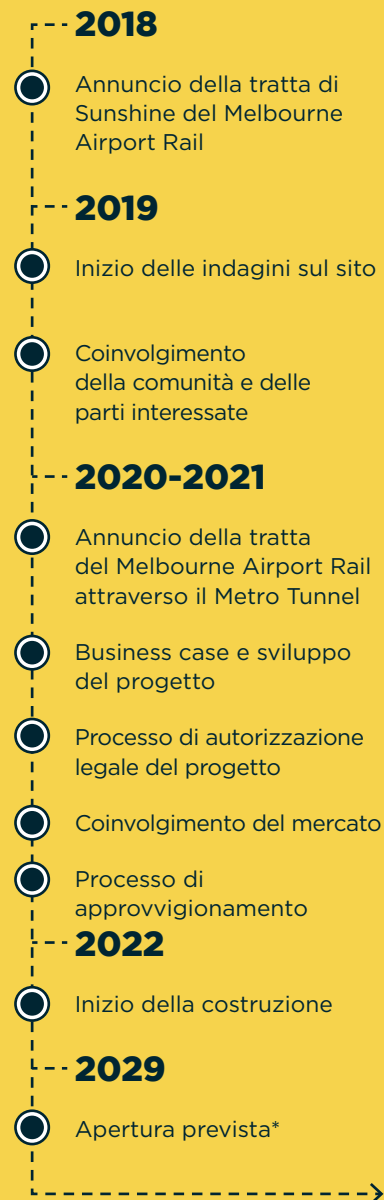 2018
Annuncio della tratta di
Sunshine del Melbourne
Airport Rail
2019
Inizio delle indagini sul sito
Coinvolgimento
della comunità e delle
parti interessate
2020-2021
Annuncio della tratta
del Melbourne Airport Rail
attraverso il Metro Tunnel
Business case e sviluppo
del progetto
Processo di autorizzazione
legale del progetto
Coinvolgimento del mercato
Processo di
approvvigionamento
2022
Inizio della costruzione
2029
Apertura prevista*